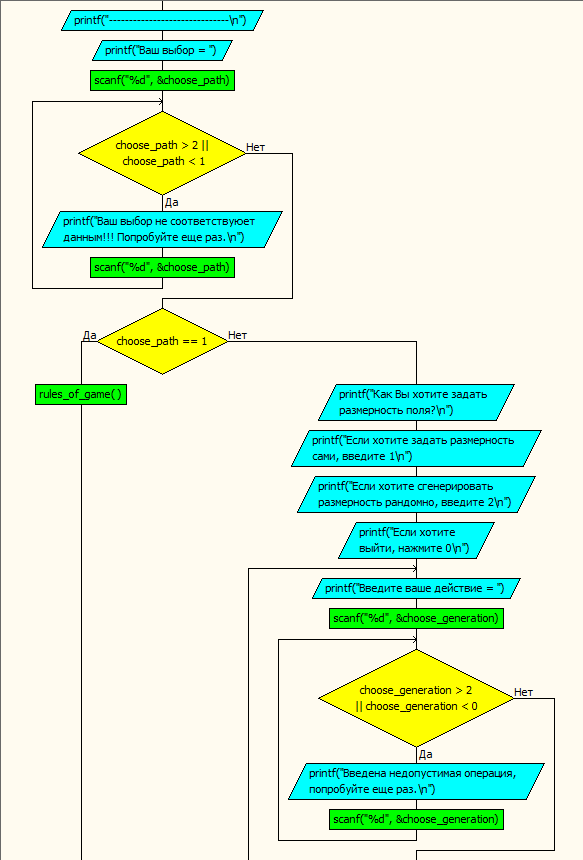 printf("------------------------------\n")
printf("Ваш выбор = ")
scanf("%d", &choose_path)
choose_path > 2 ||
choose_path < 1
Нет
Да
printf("Ваш выбор не соответствуюет
данным!!! Попробуйте еще раз.\n")
scanf("%d", &choose_path)
Да
choose_path == 1
Нет
rules_of_game( )
printf("Как Вы хотите задать
размерность поля?\n")
printf("Если хотите задать размерность
сами, введите 1\n")
printf("Если хотите сгенерировать
размерность рандомно, введите 2\n")
printf("Если хотите
выйти, нажмите 0\n")
printf("Введите ваше действие = ")
scanf("%d", &choose_generation)
choose_generation > 2
|| choose_generation < 0
Нет
Да
printf("Введена недопустимая операция,
попробуйте еще раз.\n")
scanf("%d", &choose_generation)